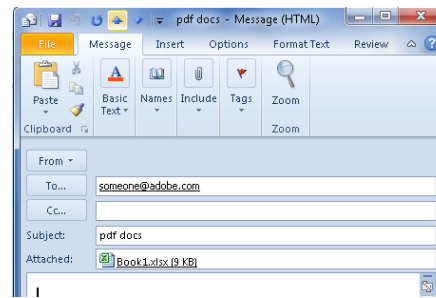 pdf docs - Message (HTML)
File Message Insert Options Format Text Review
Paste Basic Text Names Include Tags Zoom
Clipboard Zoom
From
To... someone@adobe.com
Cc...
Subject: pdf docs
Attached: Book1.xlsx (9 KB)